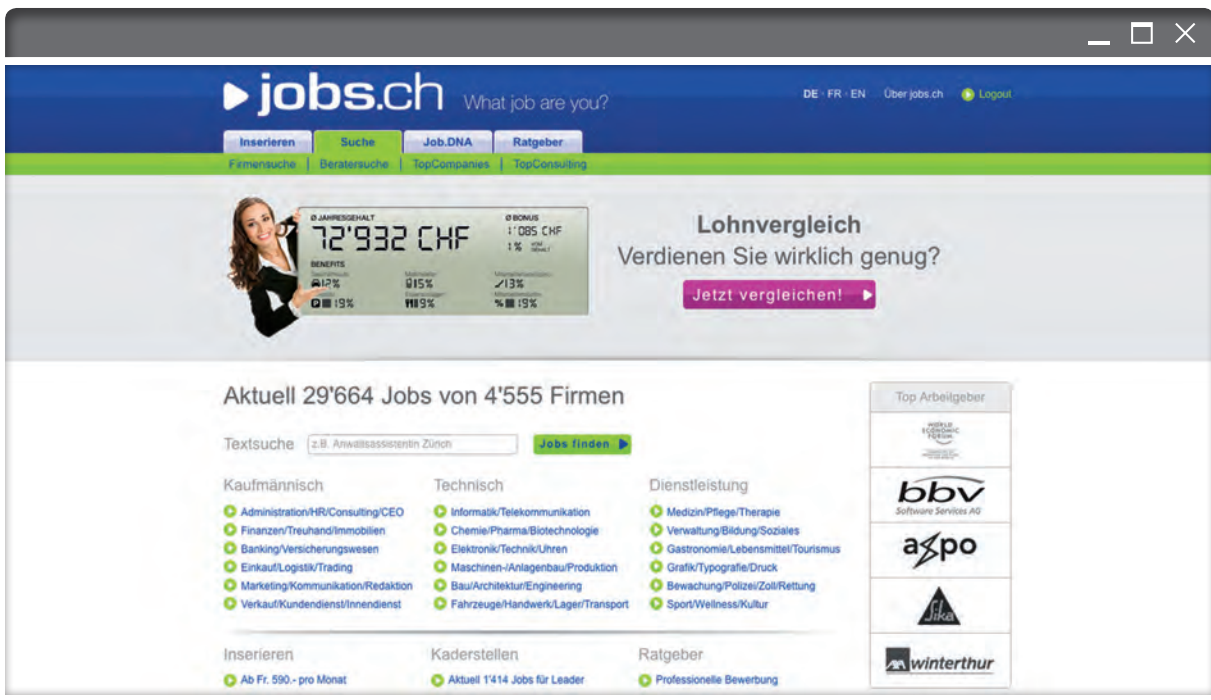 jobs.ch What job are you?
DE · FR · EN Über jobs.ch Logout
Inserieren Suche Job.DNA Ratgeber
Firmensuche | Beratersuche | TopCompanies | TopConsulting
Ø JAHRESGEHALT
72'932 CHF
Ø BONUS
1'085 CHF
1%
BENEFITS
12% 15% 13%
19% 9% 19%
Lohnvergleich
Verdienen Sie wirklich genug?
Jetzt vergleichen!
Aktuell 29'664 Jobs von 4'555 Firmen
Textsuche z.B. Anwaltsassistentin Zürich Jobs finden
Kaufmännisch
Administration/HR/Consulting/CEO
Finanzen/Treuhand/Immobilien
Banking/Versicherungswesen
Einkauf/Logistik/Trading
Marketing/Kommunikation/Redaktion
Verkauf/Kundendienst/Innendienst
Technisch
Informatik/Telekommunikation
Chemie/Pharma/Biotechnologie
Elektronik/Technik/Uhren
Maschinen-/Anlagenbau/Produktion
Bau/Architektur/Engineering
Fahrzeuge/Handwerk/Lager/Transport
Dienstleistung
Medizin/Pflege/Therapie
Verwaltung/Bildung/Soziales
Gastronomie/Lebensmittel/Tourismus
Grafik/Typografie/Druck
Bewachung/Polizei/Zoll/Rettung
Sport/Wellness/Kultur
Inserieren
Ab Fr. 590.- pro Monat
Kaderstellen
Aktuell 1'414 Jobs für Leader
Ratgeber
Professionelle Bewerbung
Top Arbeitgeber
WORLD
ECONOMIC
FORUM
bbv
Software Services AG
axpo
Sika
AXA winterthur